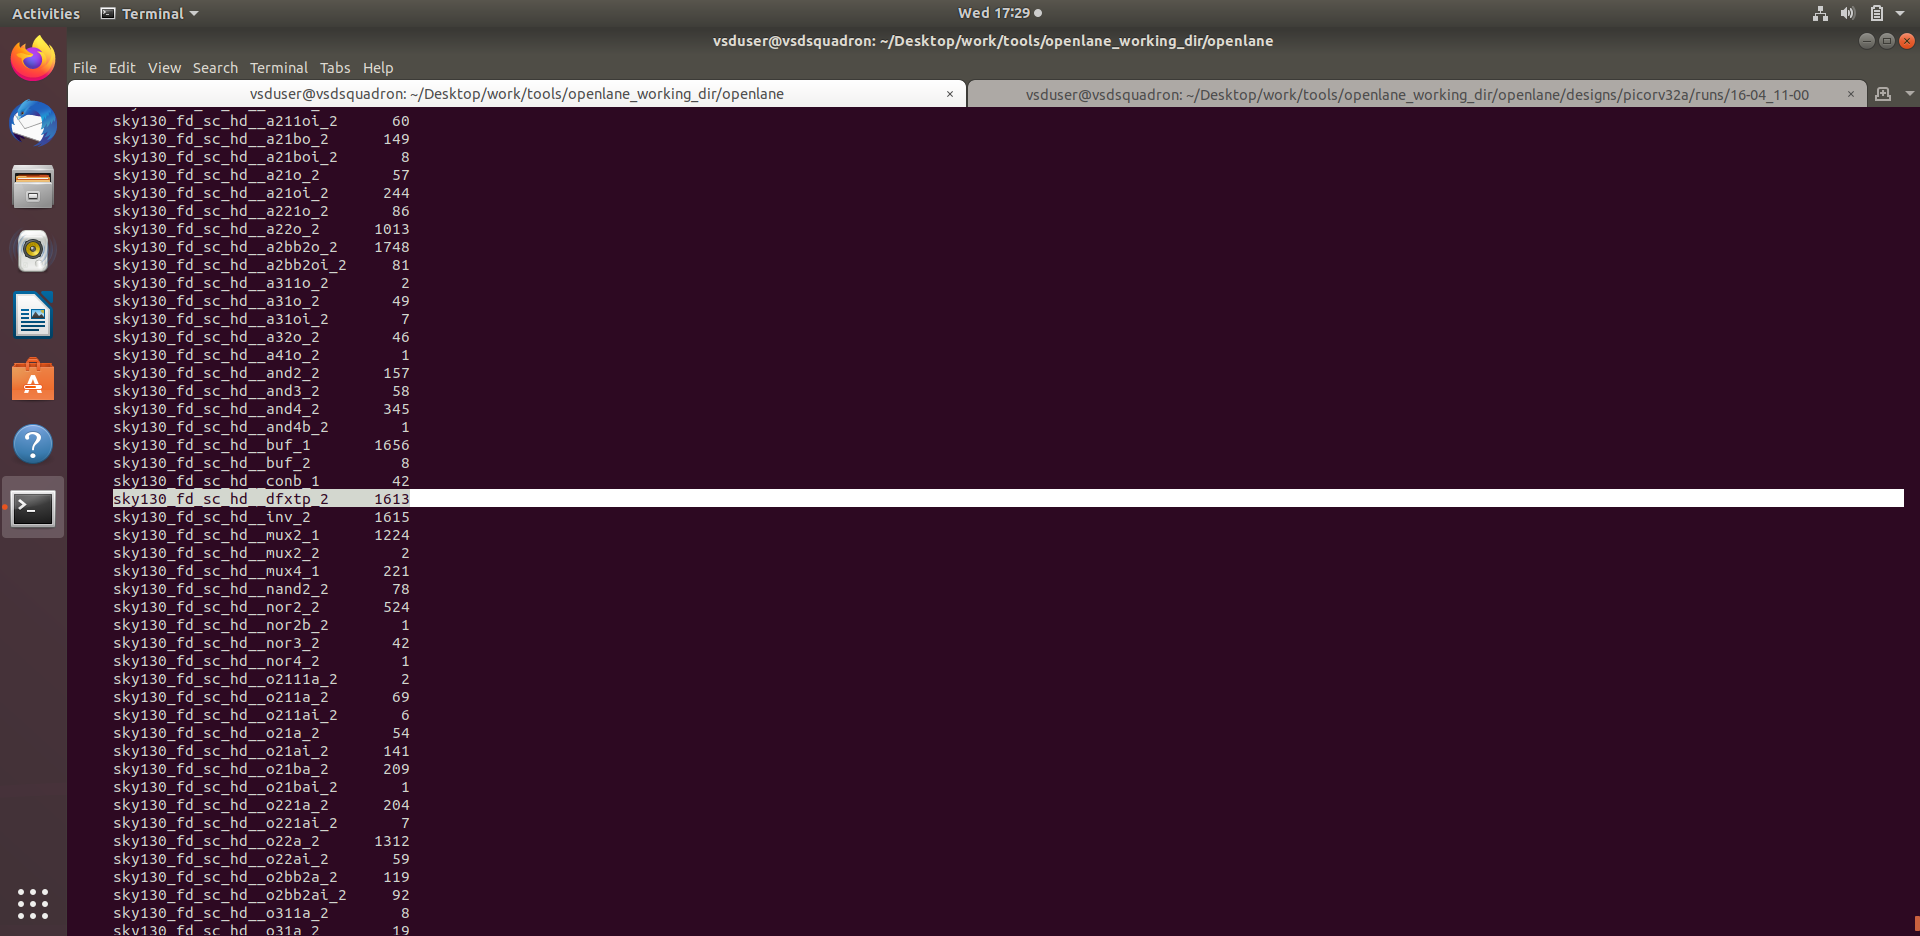 Activities Terminal Wed 17:29
vsduser@vsdsquadron: ~/Desktop/work/tools/openlane_working_dir/openlane
File Edit View Search Terminal Tabs Help
vsduser@vsdsquadron: ~/Desktop/work/tools/openlane_working_dir/openlane × vsduser@vsdsquadron: ~/Desktop/work/tools/openlane_working_dir/openlane/designs/picorv32a/runs/16-04_11-00 ×
sky130_fd_sc_hd__a211oi_2 60
sky130_fd_sc_hd__a21bo_2 149
sky130_fd_sc_hd__a21boi_2 8
sky130_fd_sc_hd__a21o_2 57
sky130_fd_sc_hd__a21oi_2 244
sky130_fd_sc_hd__a221o_2 86
sky130_fd_sc_hd__a22o_2 1013
sky130_fd_sc_hd__a2bb2o_2 1748
sky130_fd_sc_hd__a2bb2oi_2 81
sky130_fd_sc_hd__a311o_2 2
sky130_fd_sc_hd__a31o_2 49
sky130_fd_sc_hd__a31oi_2 7
sky130_fd_sc_hd__a32o_2 46
sky130_fd_sc_hd__a41o_2 1
sky130_fd_sc_hd__and2_2 157
sky130_fd_sc_hd__and3_2 58
sky130_fd_sc_hd__and4_2 345
sky130_fd_sc_hd__and4b_2 1
sky130_fd_sc_hd__buf_1 1656
sky130_fd_sc_hd__buf_2 8
sky130_fd_sc_hd__conb_1 42
sky130_fd_sc_hd__dfxtp_2 1613
sky130_fd_sc_hd__inv_2 1615
sky130_fd_sc_hd__mux2_1 1224
sky130_fd_sc_hd__mux2_2 2
sky130_fd_sc_hd__mux4_1 221
sky130_fd_sc_hd__nand2_2 78
sky130_fd_sc_hd__nor2_2 524
sky130_fd_sc_hd__nor2b_2 1
sky130_fd_sc_hd__nor3_2 42
sky130_fd_sc_hd__nor4_2 1
sky130_fd_sc_hd__o2111a_2 2
sky130_fd_sc_hd__o211a_2 69
sky130_fd_sc_hd__o211ai_2 6
sky130_fd_sc_hd__o21a_2 54
sky130_fd_sc_hd__o21ai_2 141
sky130_fd_sc_hd__o21ba_2 209
sky130_fd_sc_hd__o21bai_2 1
sky130_fd_sc_hd__o221a_2 204
sky130_fd_sc_hd__o221ai_2 7
sky130_fd_sc_hd__o22a_2 1312
sky130_fd_sc_hd__o22ai_2 59
sky130_fd_sc_hd__o2bb2a_2 119
sky130_fd_sc_hd__o2bb2ai_2 92
sky130_fd_sc_hd__o311a_2 8
sky130_fd_sc_hd__o31a_2 19